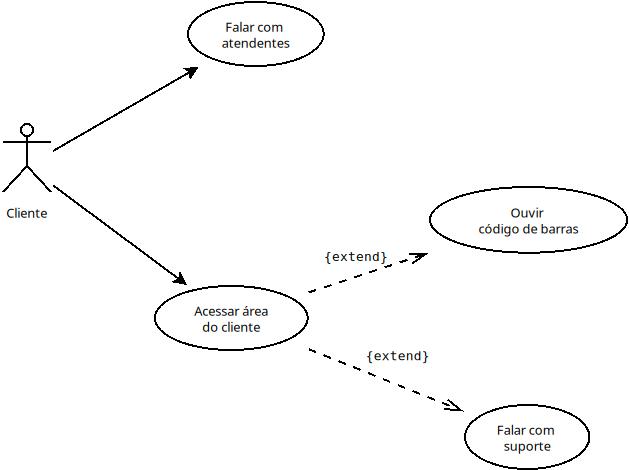 Falar com
atendentes
Cliente
Ouvir
código de barras
{extend}
Acessar área
do cliente
{extend}
Falar com
suporte